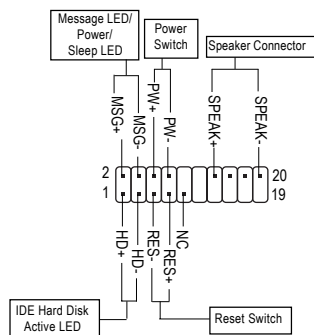 Message LED/
Power/
Sleep LED
Power
Switch
Speaker Connector
MSG+
MSG-
PW+
PW-
SPEAK+
SPEAK-
2
20
1
19
HD+
HD-
RES-
RES+
NC
IDE Hard Disk
Active LED
Reset Switch